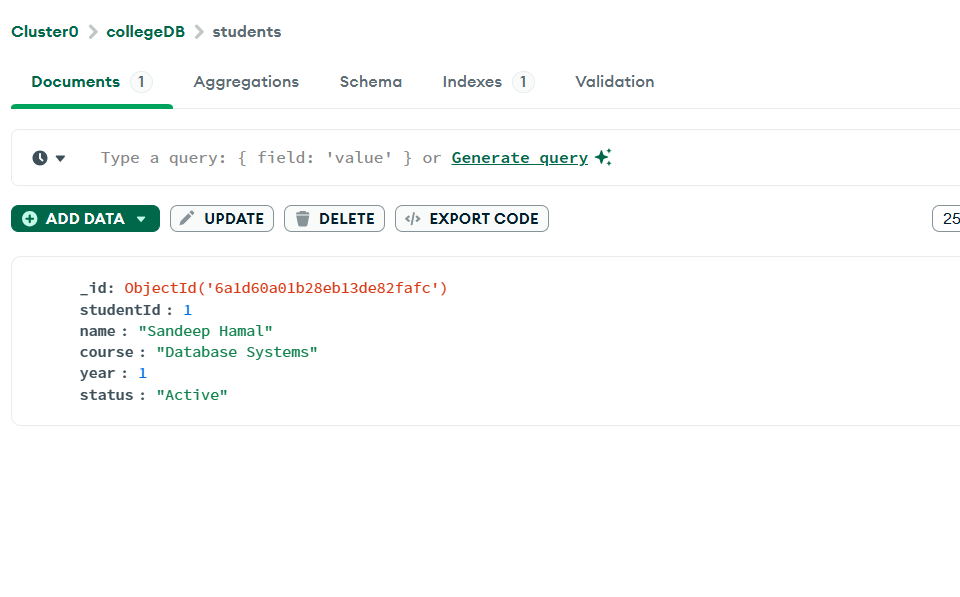 Cluster0 > collegeDB > students
Documents 1 Aggregations Schema Indexes 1 Validation
Type a query: { field: 'value' } or Generate query
ADD DATA UPDATE DELETE EXPORT CODE 25
_id: ObjectId('6a1d60a01b28eb13de82fafc')
studentId : 1
name : "Sandeep Hamal"
course : "Database Systems"
year : 1
status : "Active"